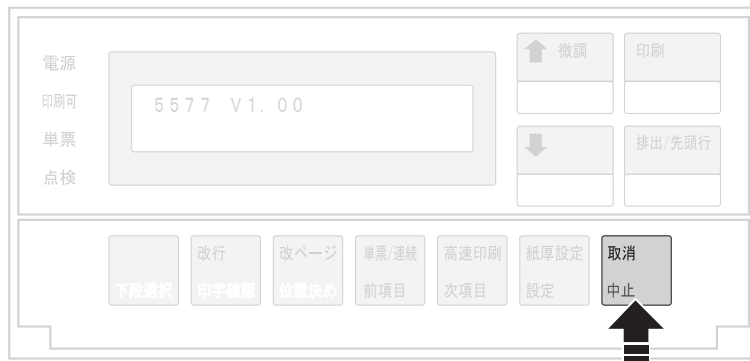 電源
印刷可
単票
点検
5577 V1.00
微調
印刷
排出/先頭行
下段選択
改行
印字確認
改ページ
位置決め
単票/連続
前項目
高速印刷
次項目
紙厚設定
設定
取消
中止